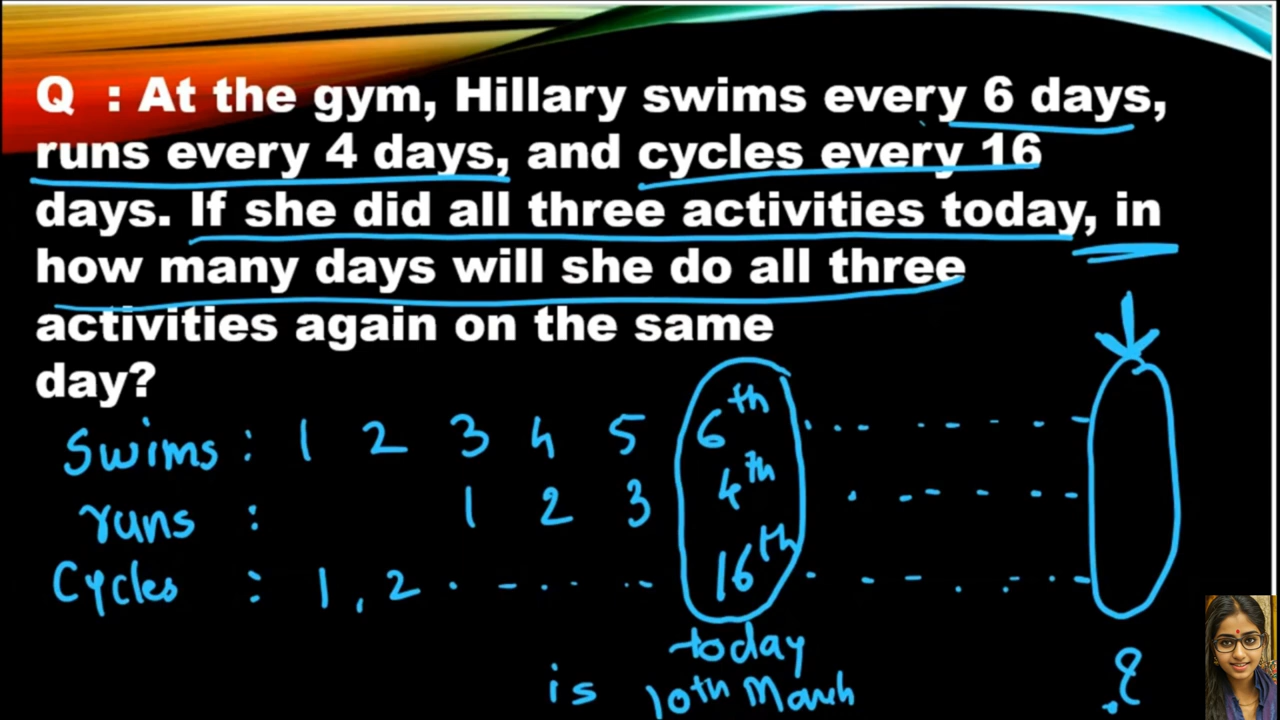 Q : At the gym, Hillary swims every 6 days,
runs every 4 days, and cycles every 16
days. If she did all three activities today, in
how many days will she do all three
activities again on the same
day?
Swims : 1 2 3 4 5 6th . . . - - - - -
runs : 1 2 3 4th . - - - - -
Cycles : 1 , 2 . - . . - 16th . - - . . - -
today
is 10th March ?